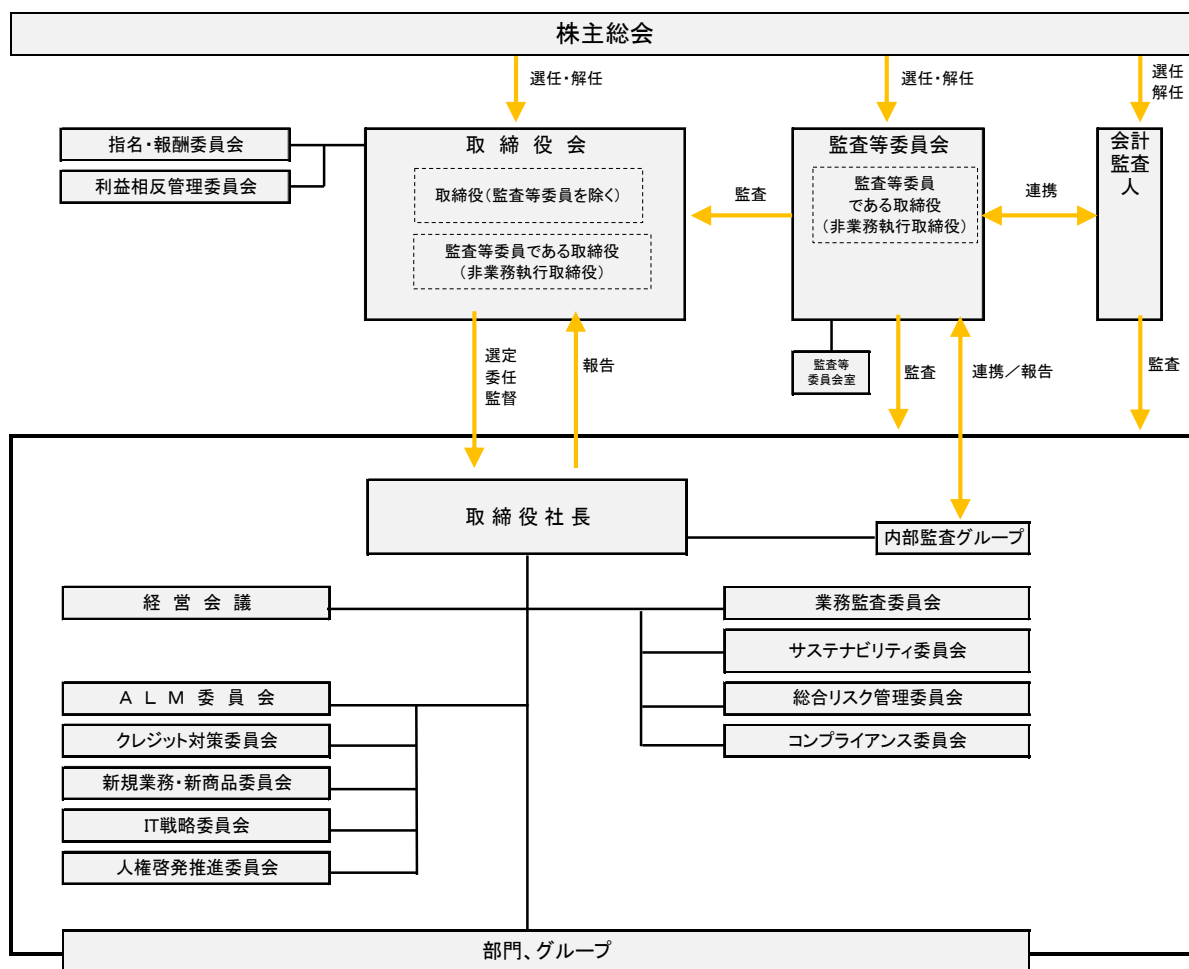 株主総会
選任・解任
選任・解任
選任
解任
指名・報酬委員会
利益相反管理委員会
取締役会
取締役(監査等委員を除く)
監査等委員である取締役
(非業務執行取締役)
監査
監査等委員会
監査等委員
である取締役
(非業務執行取締役)
連携
会計
監査
人
選定
委任
監督
報告
監査等
委員会室
監査
連携／報告
監査
取締役社長
内部監査グループ
経営会議
業務監査委員会
サステナビリティ委員会
ＡＬＭ委員会
総合リスク管理委員会
クレジット対策委員会
コンプライアンス委員会
新規業務・新商品委員会
IT戦略委員会
人権啓発推進委員会
部門、グループ